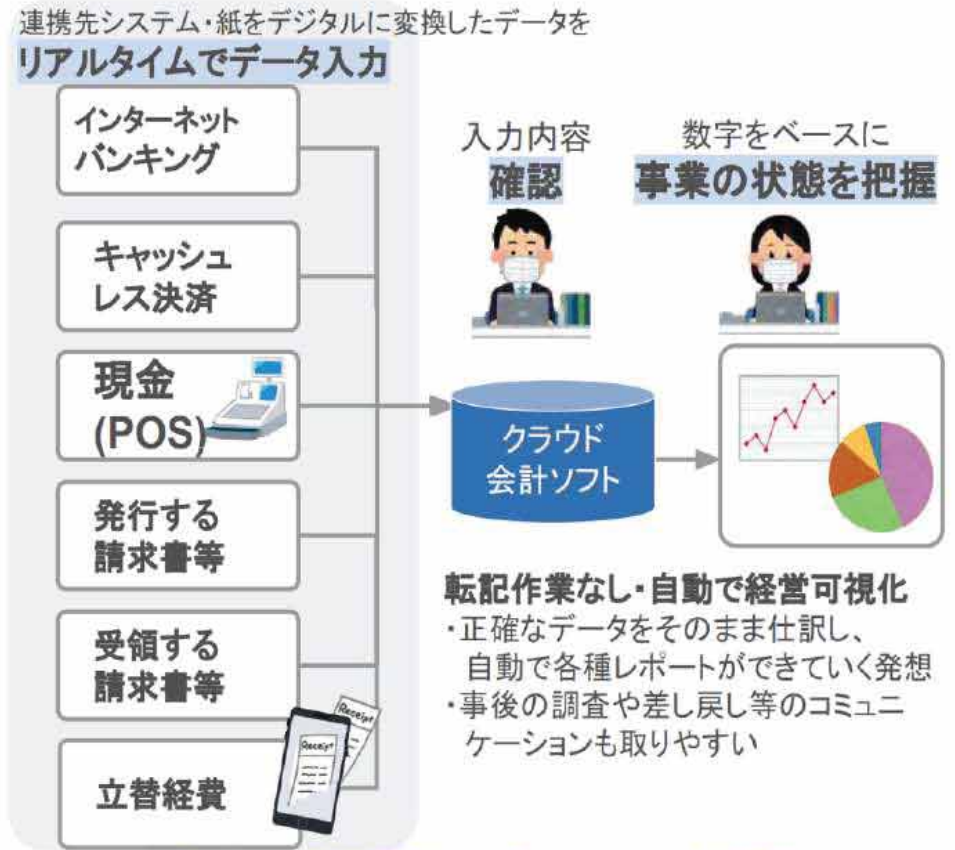 連携先システム・紙をデジタルに変換したデータを
リアルタイムでデータ入力
インターネット
バンキング
キャッシュ
レス決済
現金
(POS)
発行する
請求書等
受領する
請求書等
立替経費
Receipt
Receipt
入力内容
確認
数字をベースに
事業の状態を把握
クラウド
会計ソフト
転記作業なし・自動で経営可視化
・正確なデータをそのまま仕訳し、
自動で各種レポートができていく発想
・事後の調査や差し戻し等のコミュニ
ケーションも取りやすい